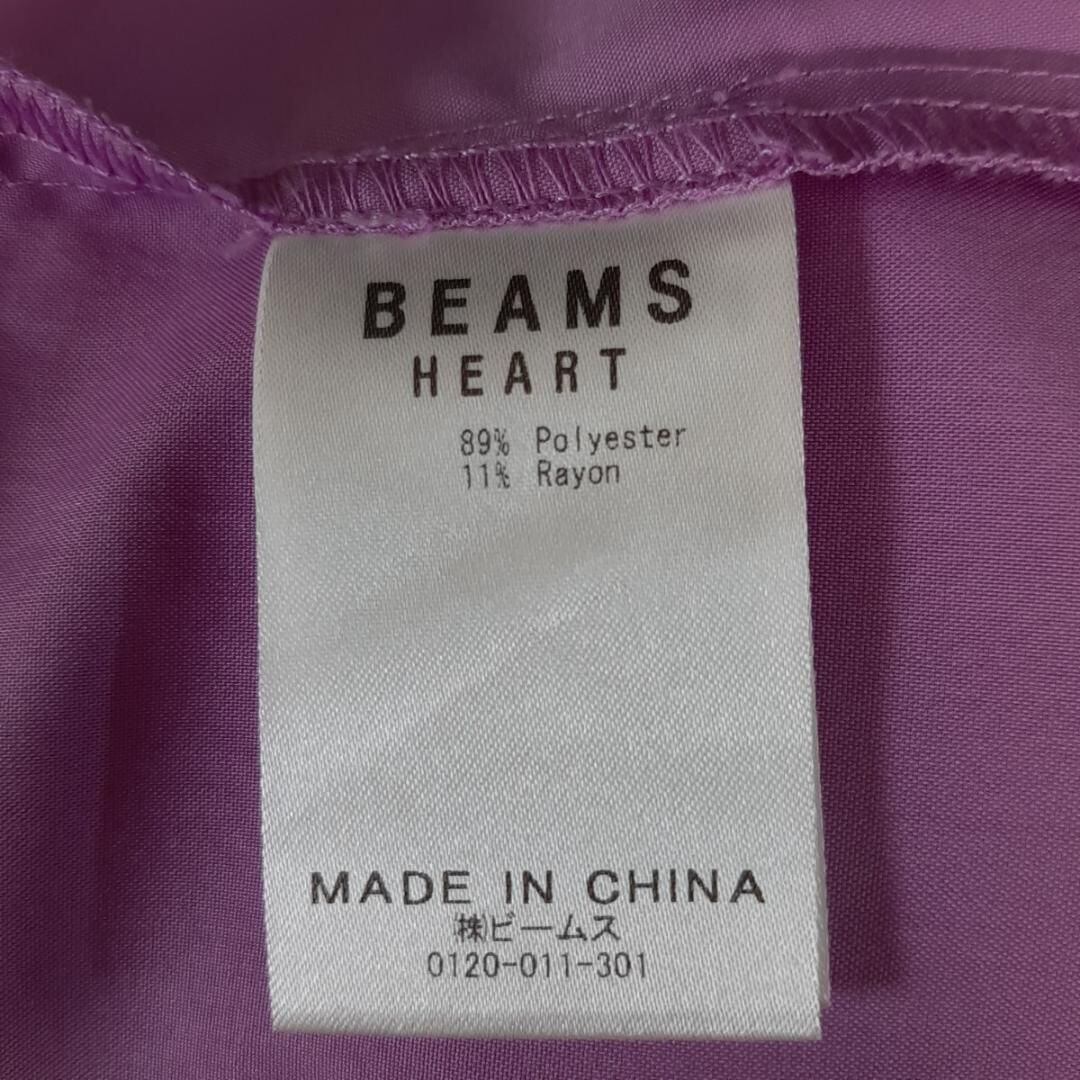 BEAMS
HEART
89% Polyester
11% Rayon
MADE IN CHINA
㈱ビームス
0120-011-301